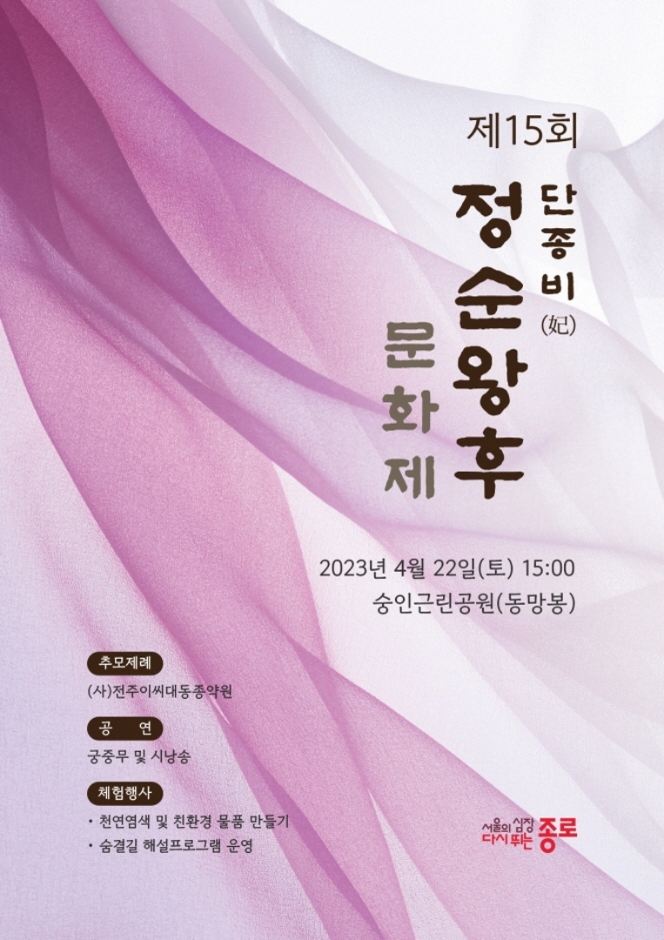 제15회
단종비(妃)
정순왕후
문화제
2023년 4월 22일(토) 15:00
숭인근린공원(동망봉)
추모제례
(사)전주이씨대동종약원
공 연
궁중무 및 시낭송
체험행사
· 천연염색 및 친환경 물품 만들기
· 숨결길 해설프로그램 운영
서울의 심장
다시 뛰는 종로